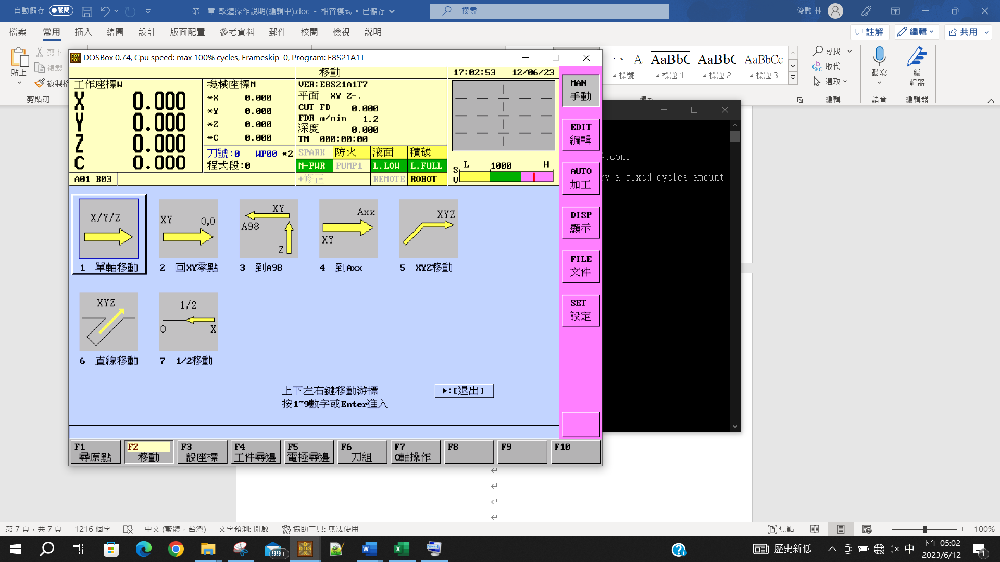 自動儲存 關閉
第二章_軟體操作說明(編輯中).doc - 相容模式 • 已儲存
搜尋
俊融 林
檔案 常用 插入 繪圖 設計 版面配置 參考資料 郵件 校閱 檢視 說明
註解 編輯 共用
貼上
剪下
複製
複製格
剪貼簿
AaBbC AaBbC AaBbCc
標號 標題 1 標題 2 標題 3
樣式
尋找
取代
選取
編輯
聽寫
語音
編輯器
編輯器
DOSBox 0.74, Cpu speed: max 100% cycles, Frameskip 0, Program: E8S21A1T
移動
17:02:53 12/06/23
工作座標W
X 0.000
Y 0.000
Z 0.000
C 0.000
A01 B03
機械座標M
*X 0.000
*Y 0.000
*Z 0.000
*C 0.000
刀號:0 WP00 *2
程式段:0
VER:E8S21A1T7
平面 XY Z-.
CUT FD 0.000
FDR m/min 1.2
深度 0.000
TM 000:00:00
SPARK 防火 液面 積碳
M-PWR PUMP1 L.LOW L.FULL
+修正 REMOTE ROBOT
L 1000 H
S
V
MAN
手動
EDIT
編輯
AUTO
加工
DISP
顯示
FILE
文件
SET
設定
4.conf
ry a fixed cycles amount
X/Y/Z
1 單軸移動
XY 0,0
2 回XY零點
XY
A98
Z
3 到A98
Axx
XY
4 到Axx
XYZ
5 XYZ移動
XYZ
6 直線移動
1/2
0 X
7 1/2移動
上下左右鍵移動游標
按1~9數字或Enter進入
▶:[退出]
F1 尋原點
F2 移動
F3 設座標
F4 工件尋邊
F5 電極尋邊
F6 刀組
F7 C軸操作
F8
F9
F10
第 7 頁，共 7 頁 1216 個字 中文 (繁體，台灣) 文字預測: 開啟 協助工具: 無法使用
焦點 100%
99+
歷史新低
中
下午 05:02
2023/6/12
1